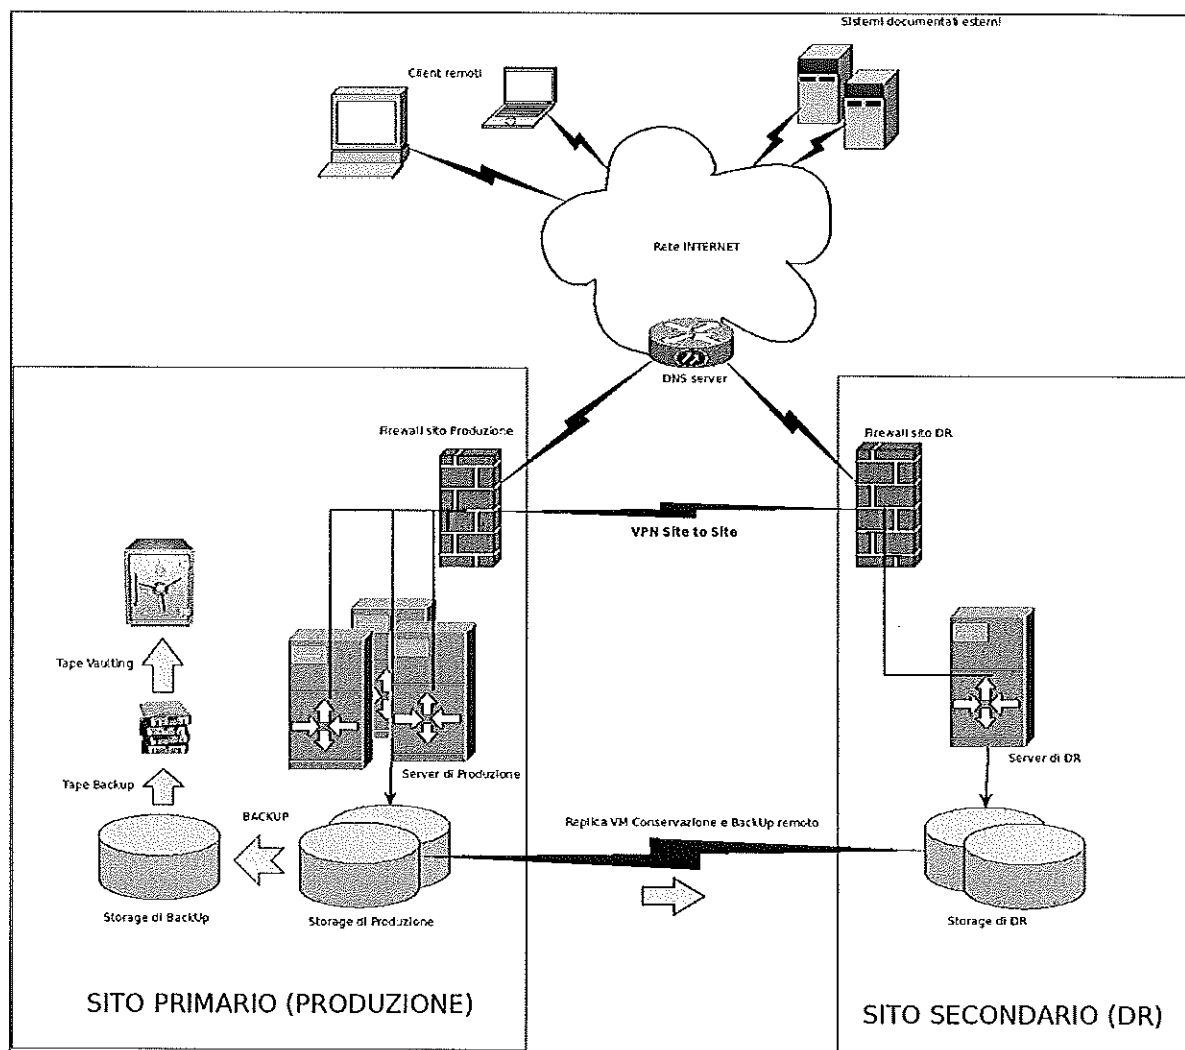 Sistemi documentali esterni
Client remoti
Rete INTERNET
DNS server
Firewall sito Produzione
Firewall sito DR
VPN Site to Site
Tape Vaulting
Tape Backup
BACKUP
Server di Produzione
Server di DR
Replica VM Conservazione e BackUp remoto
Storage di BackUp
Storage di Produzione
Storage di DR
SITO PRIMARIO (PRODUZIONE)
SITO SECONDARIO (DR)